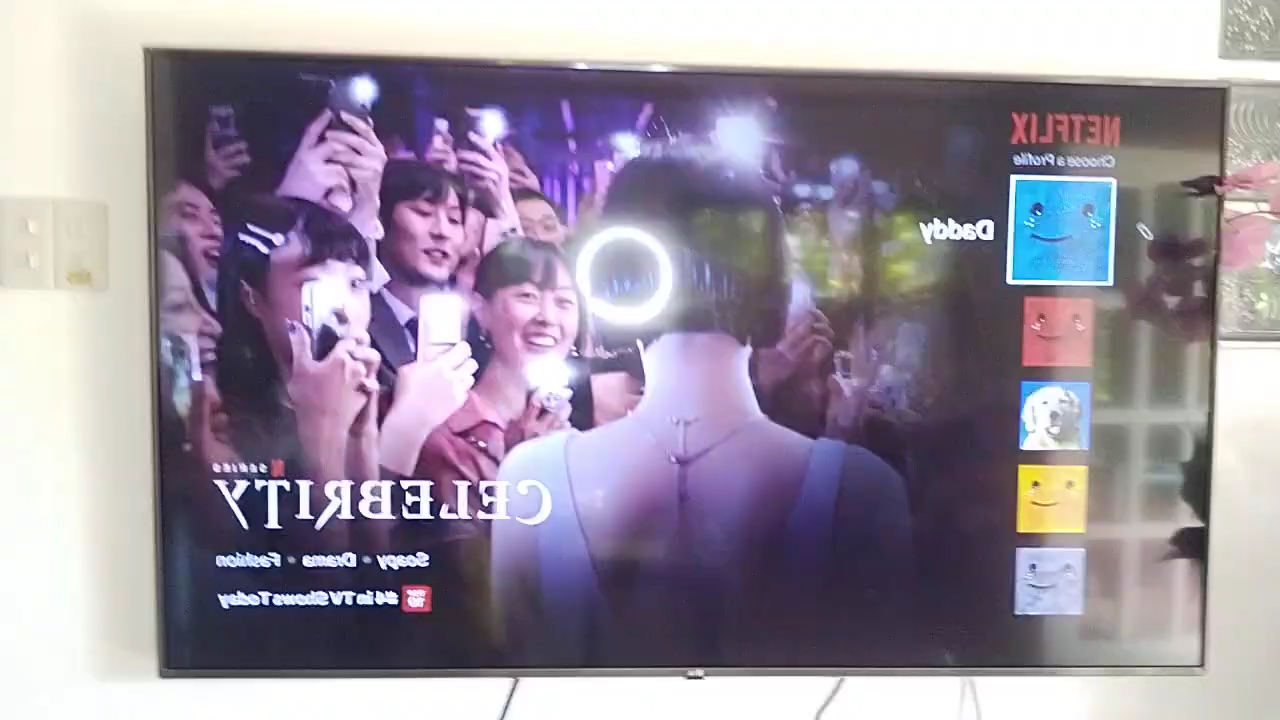 NETFLIX
Choose a Profile
Daddy
N SERIES
CELEBRITY
Soapy • Drama • Fashion
TOP 10 #4 in TV Shows Today